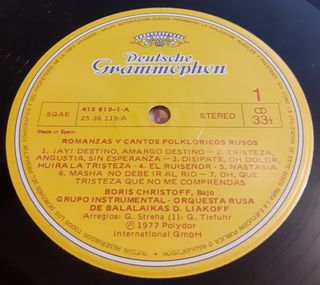 Deutsche
Grammophon
SGAE
415 219-1-A
25 36 115-A
STEREO
1
33⅓
Made in Spain
ROMANZAS Y CANTOS FOLKLORICOS RUSOS
1. ¡AY! DESTINO, AMARGO DESTINO — 2. TRISTEZA,
ANGUSTIA, SIN ESPERANZA — 3. DISIPATE, OH DOLOR,
HUIRA LA TRISTEZA — 4. EL RUISEÑOR — 5. NASTASIA —
6. MASHA NO DEBE IR AL RIO — 7. OH, QUE
TRISTEZA QUE NO ME COMPRENDAS
BORIS CHRISTOFF, Bajo
GRUPO INSTRUMENTAL - ORQUESTA RUSA
DE BALALAIKAS D. LIAKOFF
Arreglos: G. Streha (1): G. Tiefuhr
Ⓟ 1977 Polydor
International GmbH